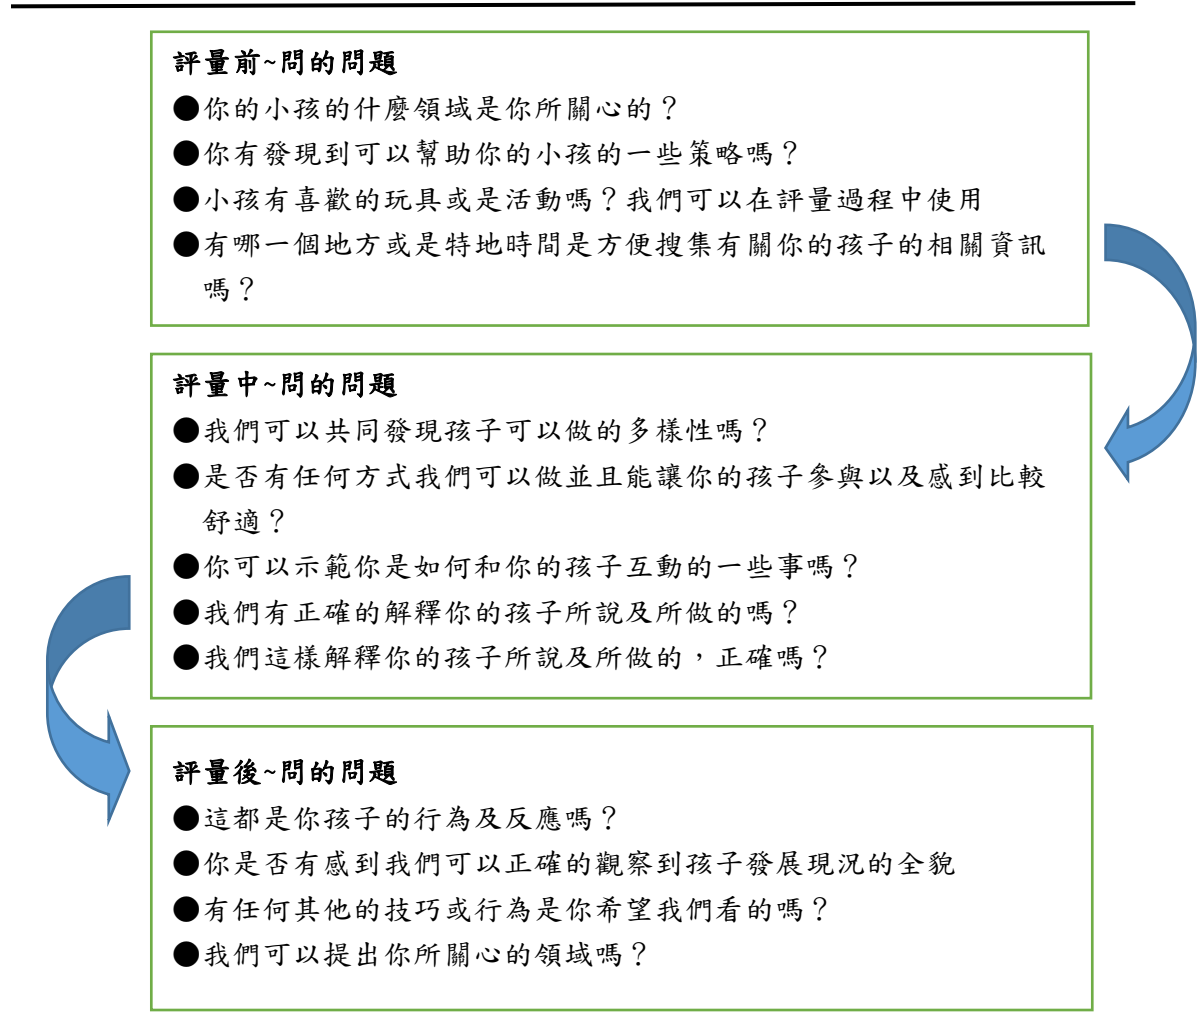 評量前~問的問題
●你的小孩的什麼領域是你所關心的？
●你有發現到可以幫助你的小孩的一些策略嗎？
●小孩有喜歡的玩具或是活動嗎？我們可以在評量過程中使用
●有哪一個地方或是特地時間是方便搜集有關你的孩子的相關資訊
嗎？
評量中~問的問題
●我們可以共同發現孩子可以做的多樣性嗎？
●是否有任何方式我們可以做並且能讓你的孩子參與以及感到比較
舒適？
●你可以示範你是如何和你的孩子互動的一些事嗎？
●我們有正確的解釋你的孩子所說及所做的嗎？
●我們這樣解釋你的孩子所說及所做的，正確嗎？
評量後~問的問題
●這都是你孩子的行為及反應嗎？
●你是否有感到我們可以正確的觀察到孩子發展現況的全貌
●有任何其他的技巧或行為是你希望我們看的嗎？
●我們可以提出你所關心的領域嗎？